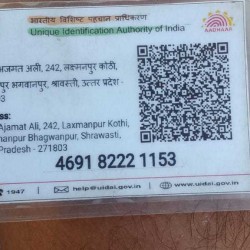 भारतीय विशिष्ट पहचान प्राधिकरण
Unique Identification Authority of India
AADHAAR
अजमत अली, 242, लक्ष्मनपुर कोठी,
पुर भगवानपुर, श्रावस्ती, उत्तर प्रदेश -
3
Ajamat Ali, 242, Laxmanpur Kothi,
manpur Bhagwanpur, Shrawasti,
Pradesh - 271803
4691 8222 1153
1947
help@uidai.gov.in
www.uidai.gov.in